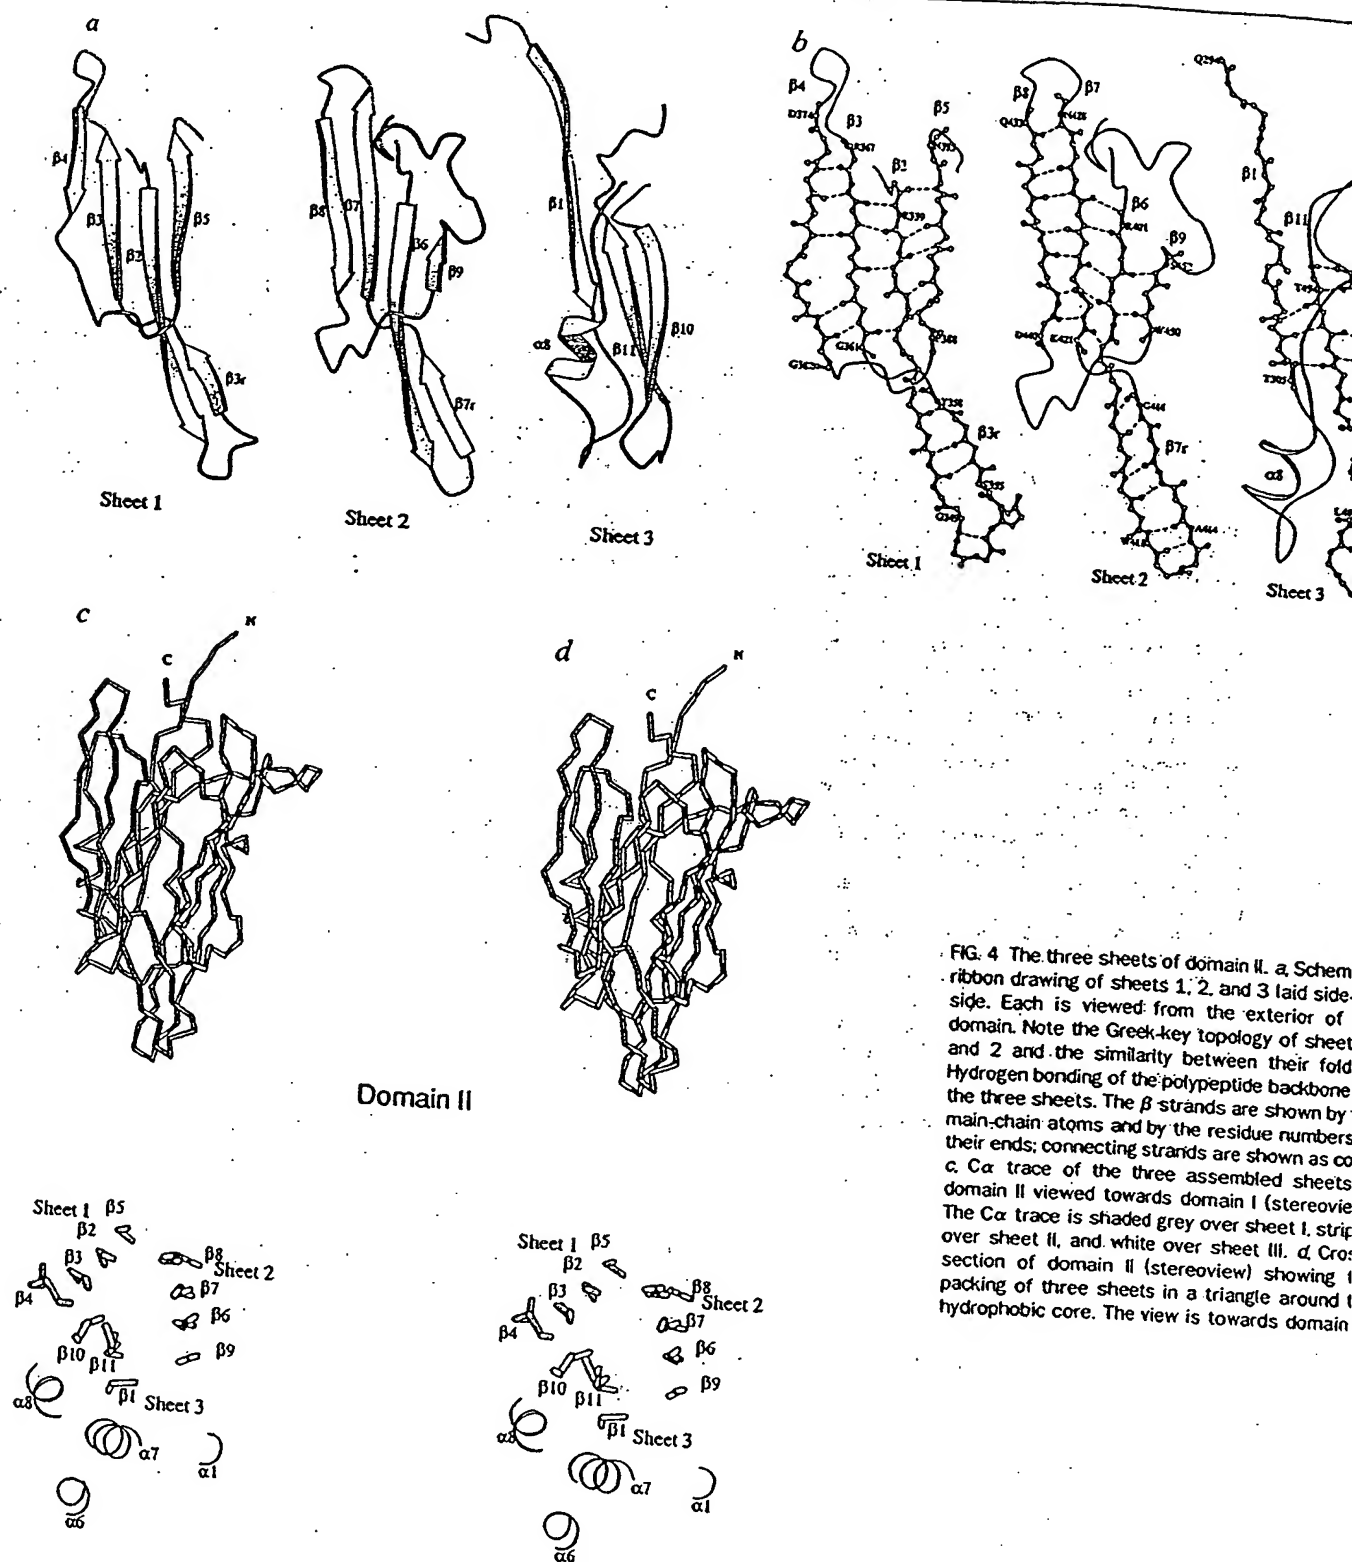 a
β4
β3
β2
β5
β3r
Sheet 1
β8
β7
β6
β9
β7r
Sheet 2
β1
α8
β11
β10
Sheet 3
b
β4
D374
β3
β2
β5
G361
β3r
Sheet 1
β8
β7
Q433
β6
β9
β7r
Sheet 2
Q294
β1
β11
T305
α8
Sheet 3
c
N
C
d
N
C
Domain II
Sheet 1
β5
β2
β3
β4
β8
Sheet 2
β7
β6
β9
β10
β11
β1
Sheet 3
α8
α7
α1
α6
Sheet 1
β5
β2
β3
β4
β8
Sheet 2
β7
β6
β9
β10
β11
β1
Sheet 3
α8
α7
α1
α6
FIG. 4 The three sheets of domain II. a, Schem
ribbon drawing of sheets 1, 2, and 3 laid side-
side. Each is viewed from the exterior of
domain. Note the Greek-key topology of sheet
and 2 and the similarity between their fold
Hydrogen bonding of the polypeptide backbone
the three sheets. The β strands are shown by
main-chain atoms and by the residue numbers
their ends; connecting strands are shown as co
c, Cα trace of the three assembled sheets
domain II viewed towards domain I (stereovie
The Cα trace is shaded grey over sheet I, strip
over sheet II, and white over sheet III. d, Cros
section of domain II (stereoview) showing t
packing of three sheets in a triangle around t
hydrophobic core. The view is towards domain